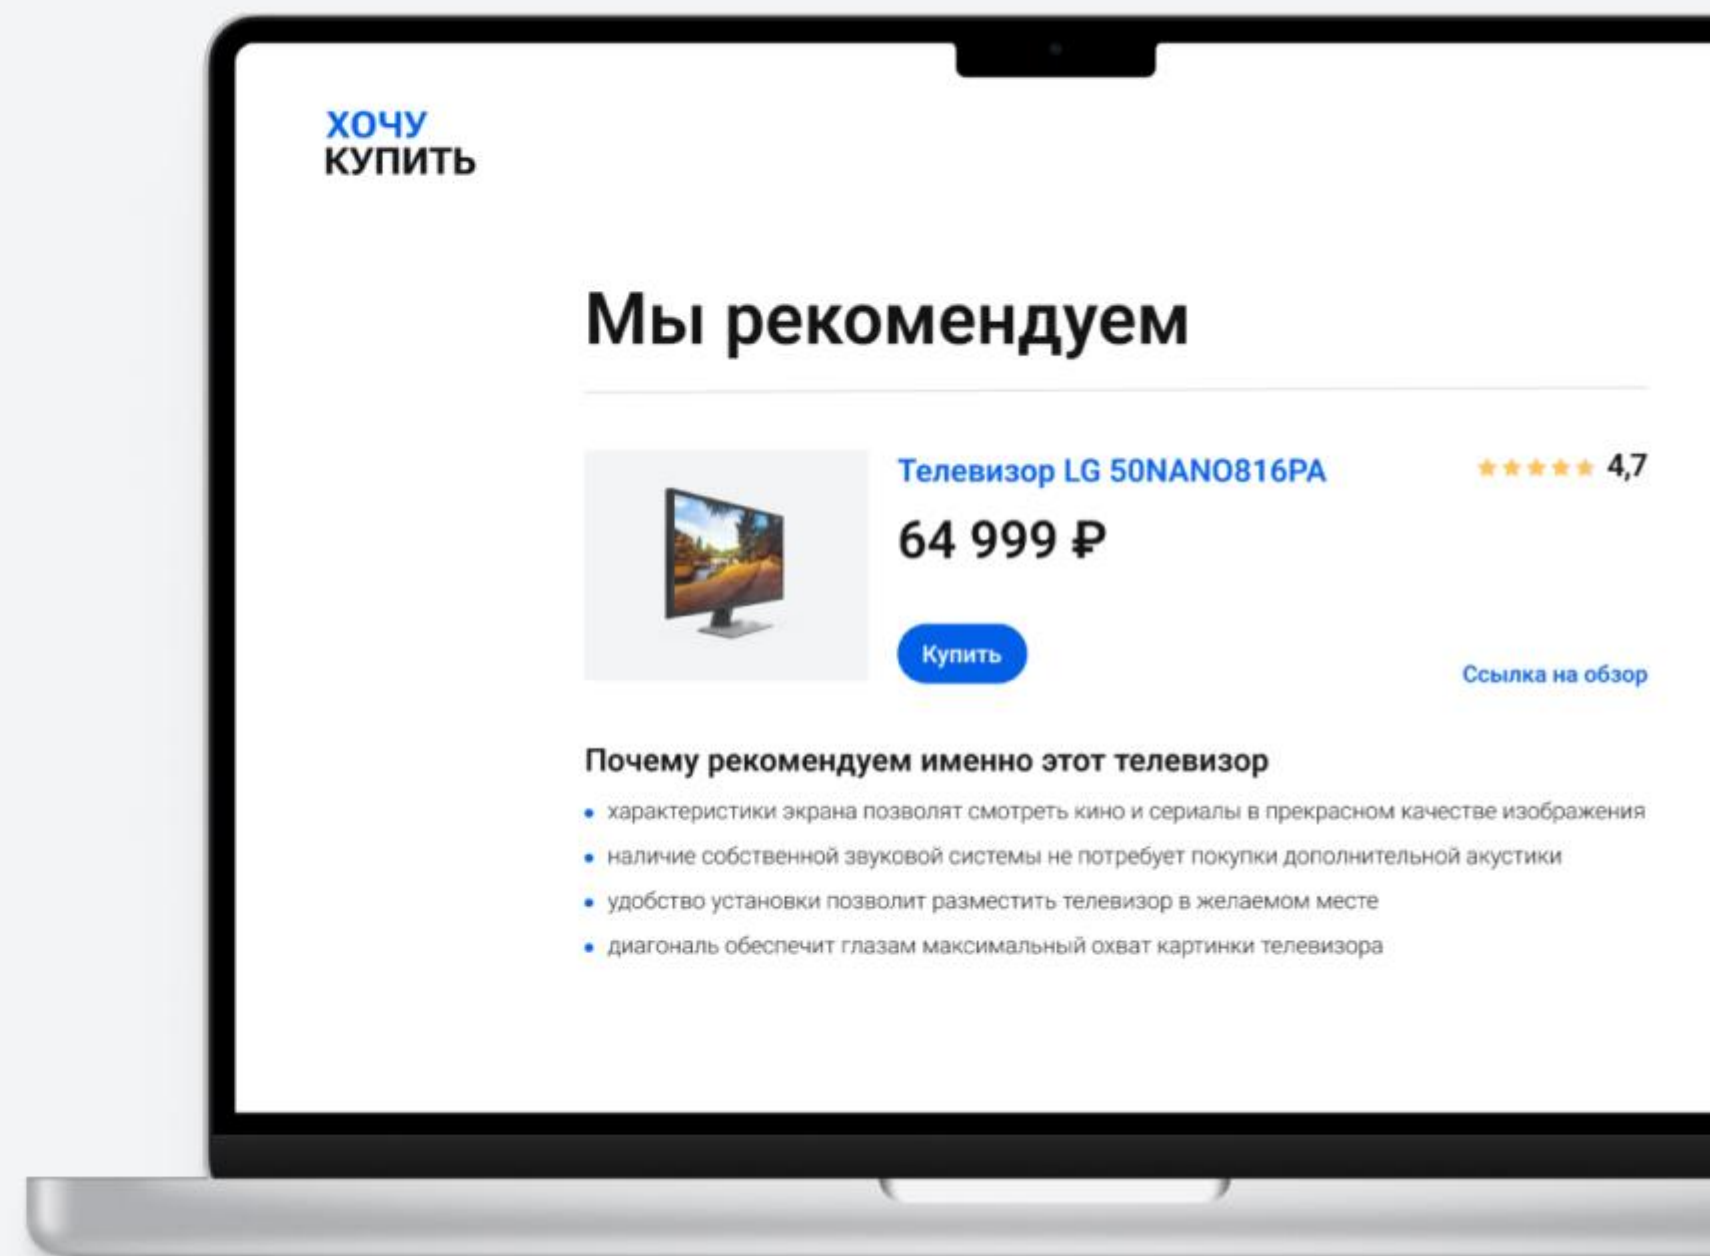 ХОЧУ
КУПИТЬ
Мы рекомендуем
Телевизор LG 50NANO816PA
4,7
64 999 ₽
Купить
Ссылка на обзор
Почему рекомендуем именно этот телевизор
• характеристики экрана позволят смотреть кино и сериалы в прекрасном качестве изображения
• наличие собственной звуковой системы не потребует покупки дополнительной акустики
• удобство установки позволит разместить телевизор в желаемом месте
• диагональ обеспечит глазам максимальный охват картинки телевизора